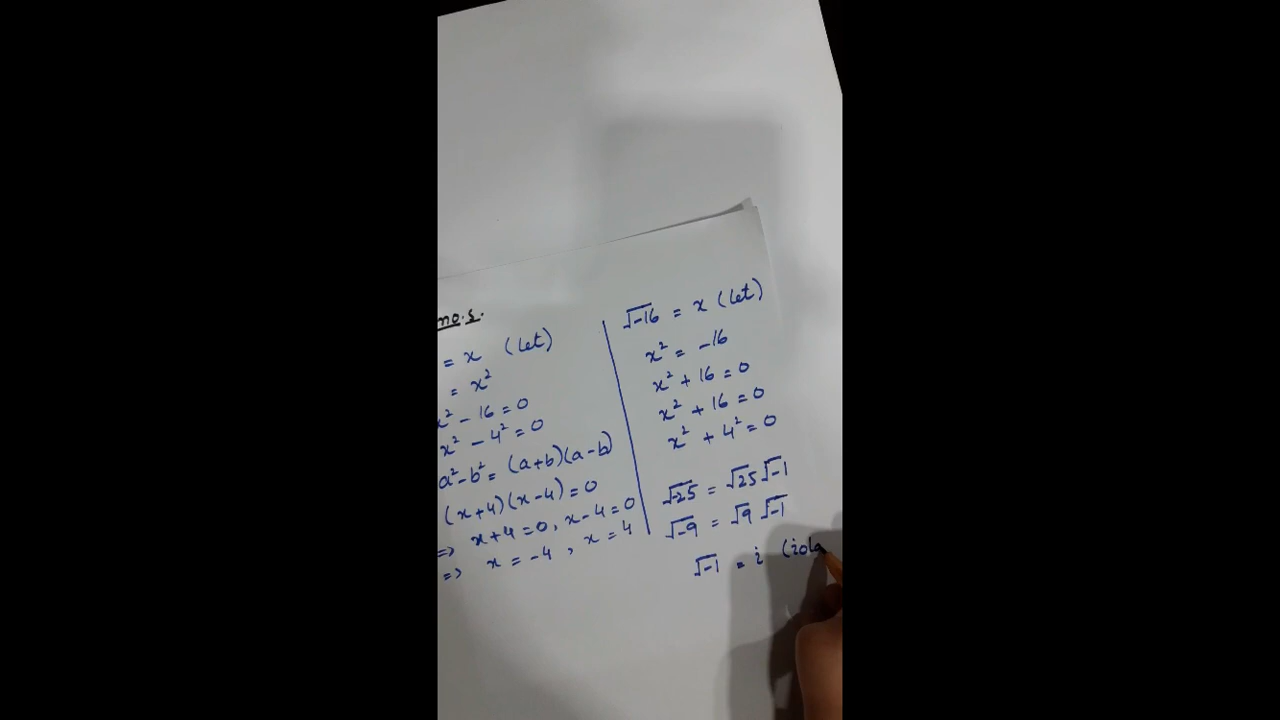 no.s.
= x (let)
= x²
x² - 16 = 0
x² - 4² = 0
a² - b² = (a+b)(a-b)
(x+4)(x-4) = 0
=> x+4 = 0, x-4 = 0
=> x = -4, x = 4
√-16 = x (let)
x² = -16
x² + 16 = 0
x² + 16 = 0
x² + 4² = 0
√-25 = √25 √-1
√-9 = √9 √-1
√-1 = i (iota